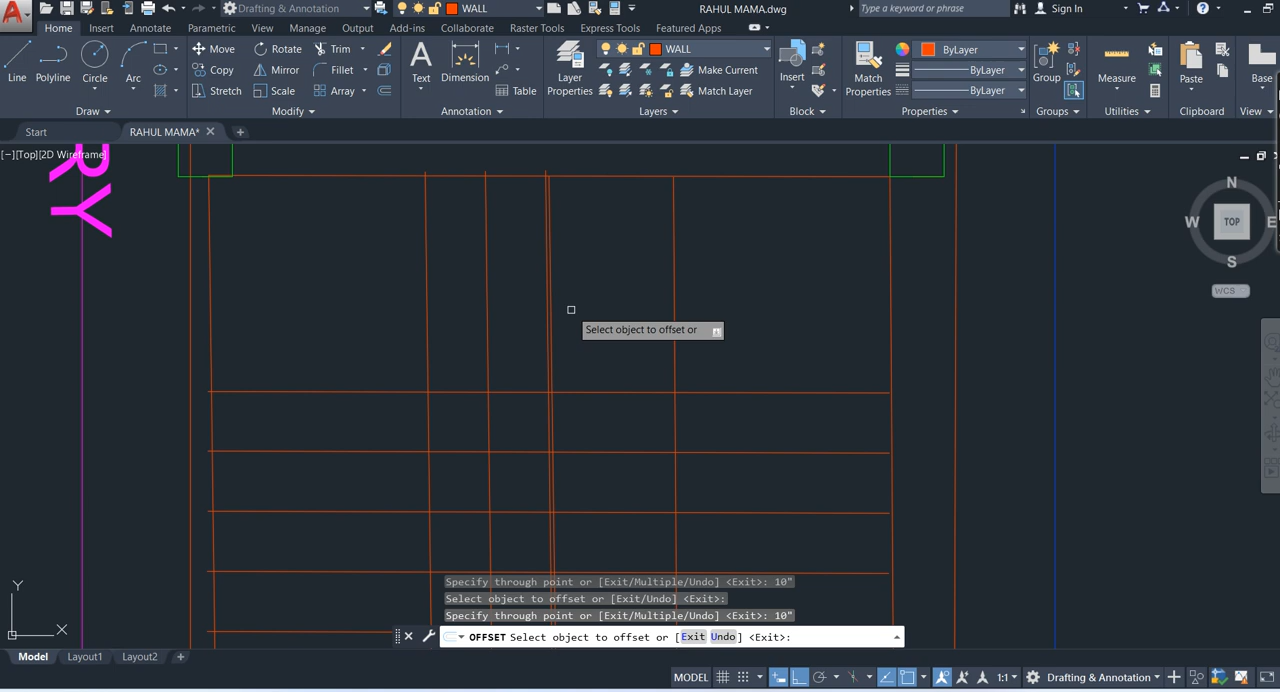 A Drafting & Annotation WALL RAHUL MAMA.dwg Type a keyword or phrase Sign In
Home Insert Annotate Parametric View Manage Output Add-ins Collaborate Raster Tools Express Tools Featured Apps
Line Polyline Circle Arc Move Rotate Trim Copy Mirror Fillet Stretch Scale Array
A Text Dimension Table
Layer Properties WALL Make Current Match Layer
Insert Match Properties ByLayer ByLayer ByLayer
Group Measure Paste Base
Draw Modify Annotation Layers Block Properties Groups Utilities Clipboard View
Start RAHUL MAMA* +
[−][Top][2D Wireframe]
RY
N
W TOP E
S
WCS
Select object to offset or
Specify through point or [Exit/Multiple/Undo] <Exit>: 10"
Select object to offset or [Exit/Undo] <Exit>:
Specify through point or [Exit/Multiple/Undo] <Exit>: 10"
OFFSET Select object to offset or [Exit Undo] <Exit>:
Y
X
Model Layout1 Layout2 +
MODEL 1:1 Drafting & Annotation